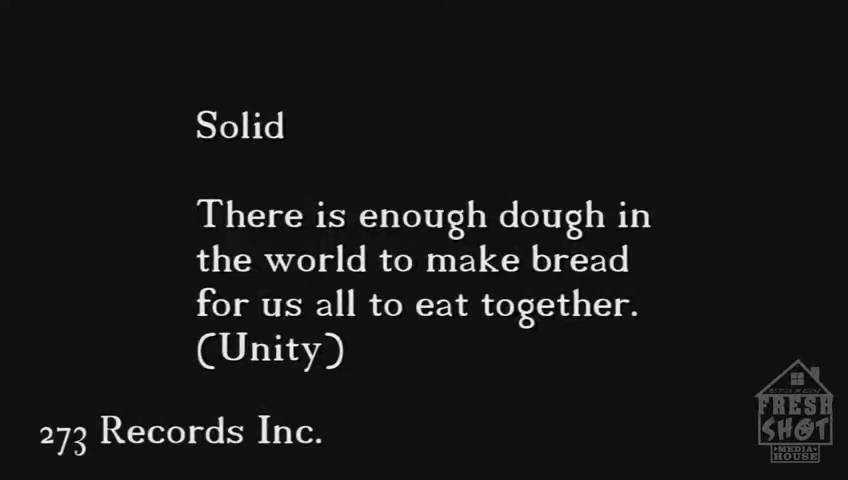 Solid
There is enough dough in
the world to make bread
for us all to eat together.
(Unity)
273 Records Inc.
FRESH
SHOT
MEDIA
HOUSE